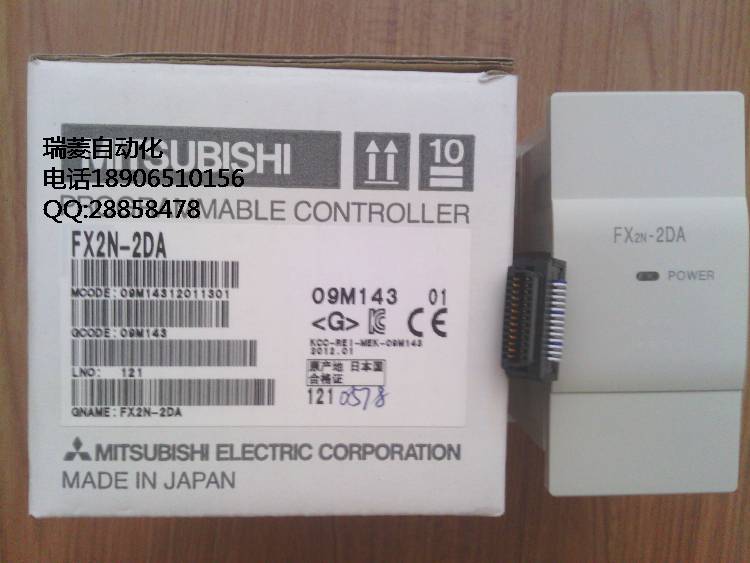 瑞菱自动化
MITSUBISHI
10
电话18906510156
PROGRAMMABLE CONTROLLER
QQ:28858478
FX2N-2DA
MCODE:09M14312011301
GCODE:09M143
LNO: 121
GNAME:FX2N-2DA
09M143 01
<G> CE
KCC-REI-MEK-09M143
2012.01
原产地 日本国
合格证
121 0578
MITSUBISHI ELECTRIC CORPORATION
MADE IN JAPAN
FX2N-2DA
POWER